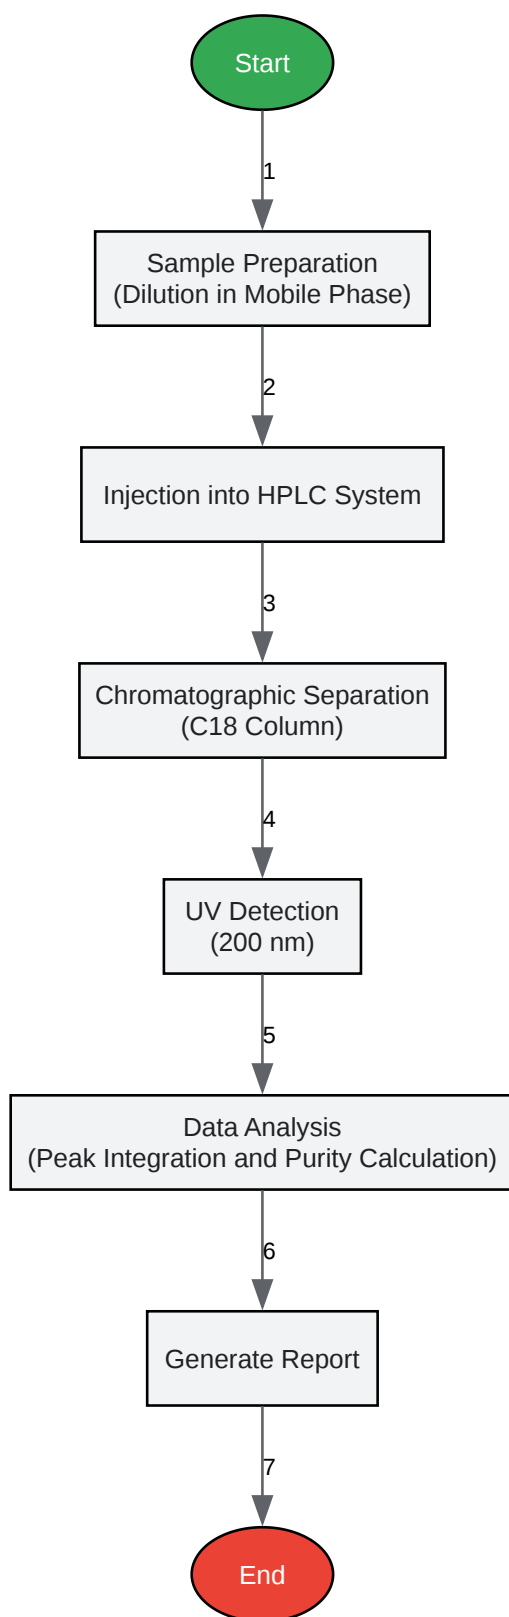 Start
1
Sample Preparation
(Dilution in Mobile Phase)
2
Injection into HPLC System
3
Chromatographic Separation
(C18 Column)
4
UV Detection
(200 nm)
5
Data Analysis
(Peak Integration and Purity Calculation)
6
Generate Report
7
End